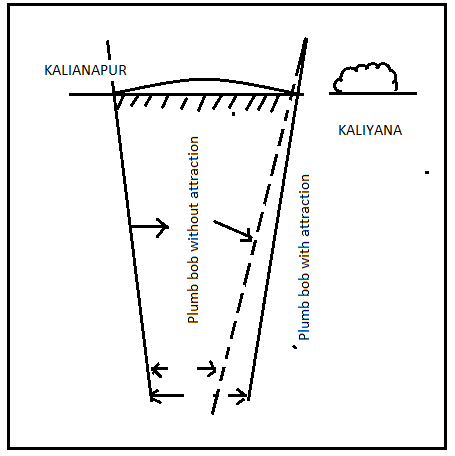 KALIANAPUR
KALIYANA
Plumb bob without attraction
Plumb bob with attraction